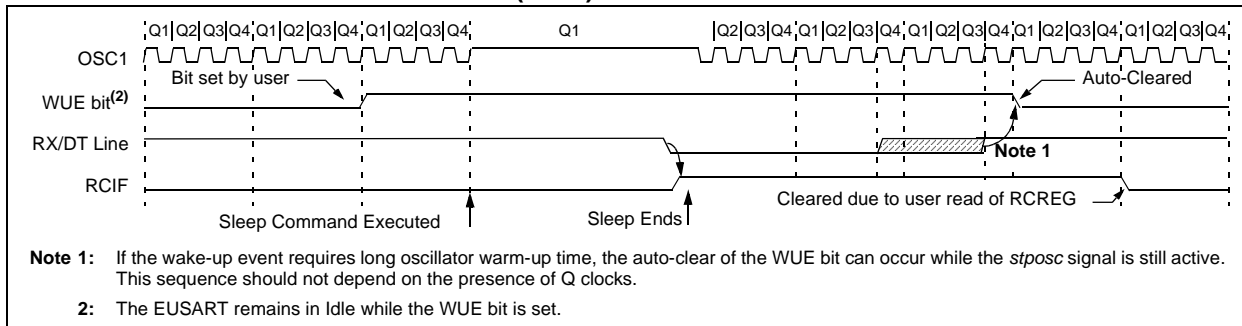 Q1 Q2 Q3 Q4 Q1 Q2 Q3 Q4 Q1 Q2 Q3 Q4 Q1 Q2 Q3 Q4 Q1 Q2 Q3 Q4 Q1 Q2 Q3 Q4 Q1 Q2 Q3 Q4 Q1 Q2 Q3 Q4
OSC1
Bit set by user
Auto-Cleared
WUE bit(2)
RX/DT Line
Note 1
RCIF
Cleared due to user read of RCREG
Sleep Command Executed
Sleep Ends
Note 1: If the wake-up event requires long oscillator warm-up time, the auto-clear of the WUE bit can occur while the stposc signal is still active.
This sequence should not depend on the presence of Q clocks.
2: The EUSART remains in Idle while the WUE bit is set.